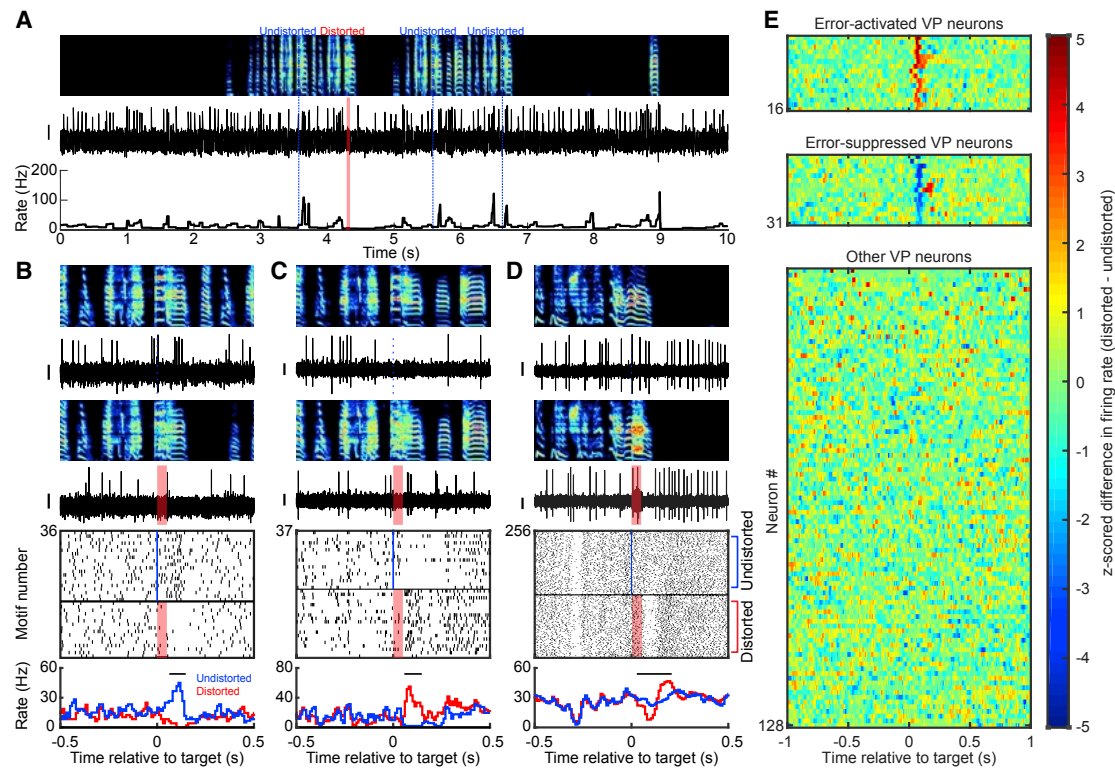 A
Undistorted Distorted Undistorted Undistorted
Rate (Hz)
200
100
0
0 1 2 3 4 5 6 7 8 9 10
Time (s)
B
Motif number
36
Rate (Hz)
60
40
20
0
Undistorted
Distorted
-0.5 0 0.5
Time relative to target (s)
C
37
80
40
0
-0.5 0 0.5
Time relative to target (s)
D
256
Undistorted
Distorted
60
30
0
-0.5 0 0.5
Time relative to target (s)
E
Error-activated VP neurons
16
Error-suppressed VP neurons
31
Other VP neurons
Neuron #
128
-1 -0.5 0 0.5 1
Time relative to target (s)
5
4
3
2
1
0
-1
-2
-3
-4
-5
z-scored difference in firing rate (distorted - undistorted)